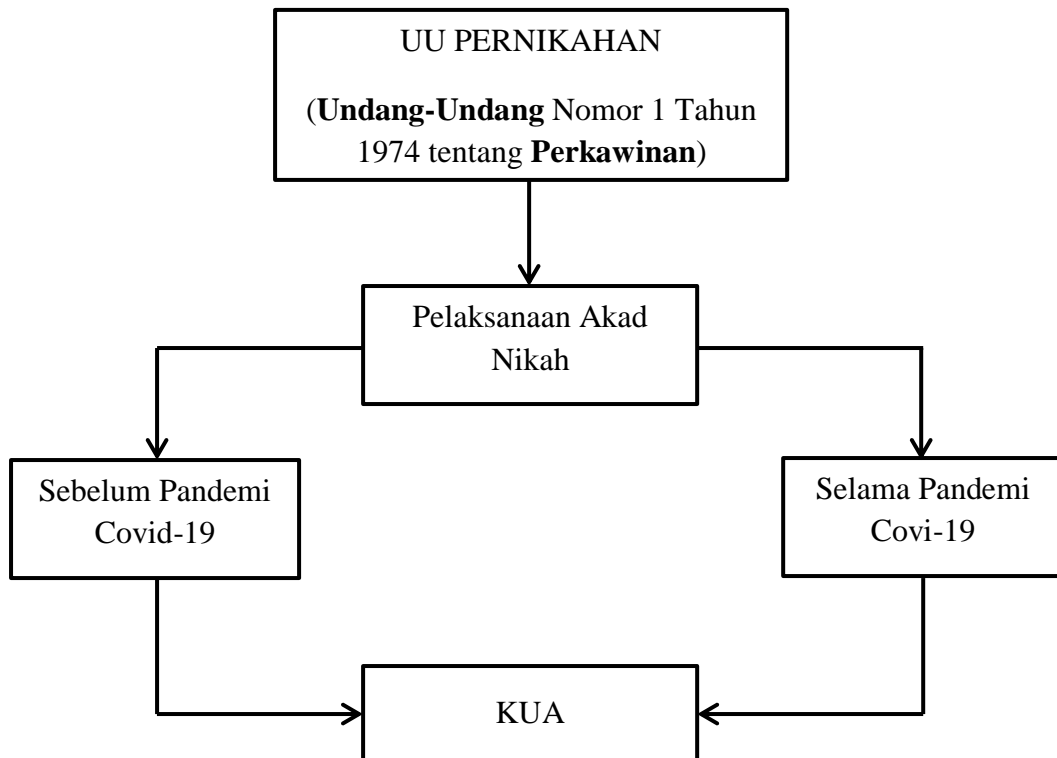 UU PERNIKAHAN
(Undang-Undang Nomor 1 Tahun
1974 tentang Perkawinan)
Pelaksanaan Akad
Nikah
Sebelum Pandemi
Covid-19
Selama Pandemi
Covi-19
KUA